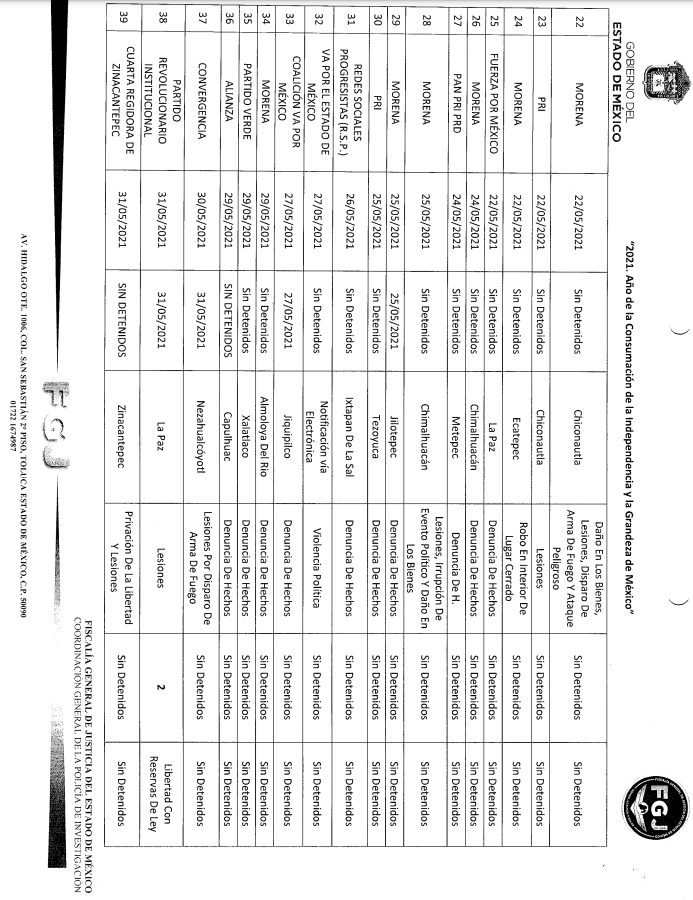 GOBIERNO DEL
ESTADO DE MÉXICO
"2021. Año de la Consumación de la Independencia y la Grandeza de México"
FGJ
22 MORENA 22/05/2021 Sin Detenidos Chiconautla Daño En Los Bienes, Lesiones, Disparo De Arma De Fuego Y Ataque Peligroso Sin Detenidos Sin Detenidos
23 PRI 22/05/2021 Sin Detenidos Chiconautla Lesiones Sin Detenidos Sin Detenidos
24 MORENA 22/05/2021 Sin Detenidos Ecatepec Robo En Interior De Lugar Cerrado Sin Detenidos Sin Detenidos
25 FUERZA POR MÉXICO 22/05/2021 Sin Detenidos La Paz Denuncia De Hechos Sin Detenidos Sin Detenidos
26 MORENA 24/05/2021 Sin Detenidos Chimalhuacán Denuncia De Hechos Sin Detenidos Sin Detenidos
27 PAN PRI PRD 24/05/2021 Sin Detenidos Metepec Denuncia De H. Sin Detenidos Sin Detenidos
28 MORENA 25/05/2021 Sin Detenidos Chimalhuacán Lesiones, Irrupción De Evento Político Y Daño En Los Bienes Sin Detenidos Sin Detenidos
29 MORENA 25/05/2021 25/05/2021 Jilotepec Denuncia De Hechos Sin Detenidos Sin Detenidos
30 PRI 25/05/2021 Sin Detenidos Tezoyuca Denuncia De Hechos Sin Detenidos Sin Detenidos
31 REDES SOCIALES PROGRESISTAS (R.S.P.) 26/05/2021 Sin Detenidos Ixtapan De La Sal Denuncia De Hechos Sin Detenidos Sin Detenidos
32 VA POR EL ESTADO DE MÉXICO 27/05/2021 Sin Detenidos Notificación vía Electrónica Violencia Política Sin Detenidos Sin Detenidos
33 COALICIÓN VA POR MÉXICO 27/05/2021 27/05/2021 Jiquipilco Denuncia De Hechos Sin Detenidos Sin Detenidos
34 MORENA 29/05/2021 Sin Detenidos Almoloya Del Rio Denuncia De Hechos Sin Detenidos Sin Detenidos
35 PARTIDO VERDE 29/05/2021 Sin Detenidos Xalatlaco Denuncia De Hechos Sin Detenidos Sin Detenidos
36 ALIANZA 29/05/2021 SIN DETENIDOS Capulhuac Denuncia De Hechos Sin Detenidos Sin Detenidos
37 CONVERGENCIA 30/05/2021 31/05/2021 Nezahualcóyotl Lesiones Por Disparo De Arma De Fuego Sin Detenidos Sin Detenidos
38 PARTIDO REVOLUCIONARIO INSTITUCIONAL 31/05/2021 31/05/2021 La Paz Lesiones 2 Libertad Con Reservas De Ley
39 CUARTA REGIDORA DE ZINACANTEPEC 31/05/2021 SIN DETENIDOS Zinacantepec Privación De La Libertad Y Lesiones Sin Detenidos Sin Detenidos
FISCALÍA GENERAL DE JUSTICIA DEL ESTADO DE MÉXICO
COORDINACIÓN GENERAL DE LA POLICÍA DE INVESTIGACIÓN
FGJ
AV. HIDALGO OTE. 1006, COL. SAN SEBASTIÁN 2° PISO, TOLUCA ESTADO DE MÉXICO, C.P. 50090
01722 1674987